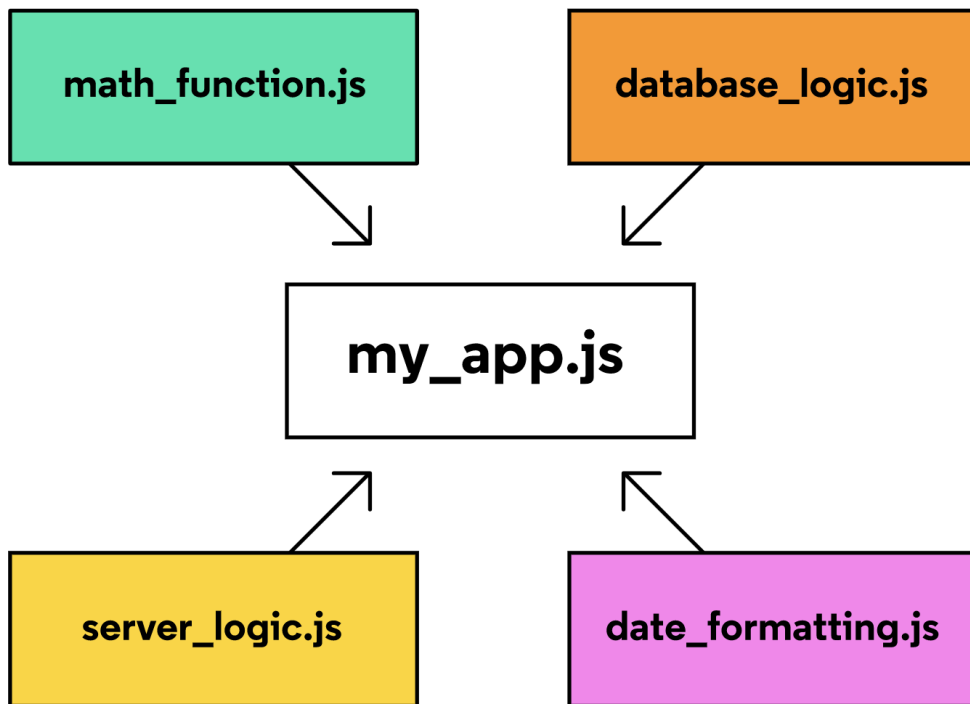 math_function.js
database_logic.js
my_app.js
server_logic.js
date_formatting.js